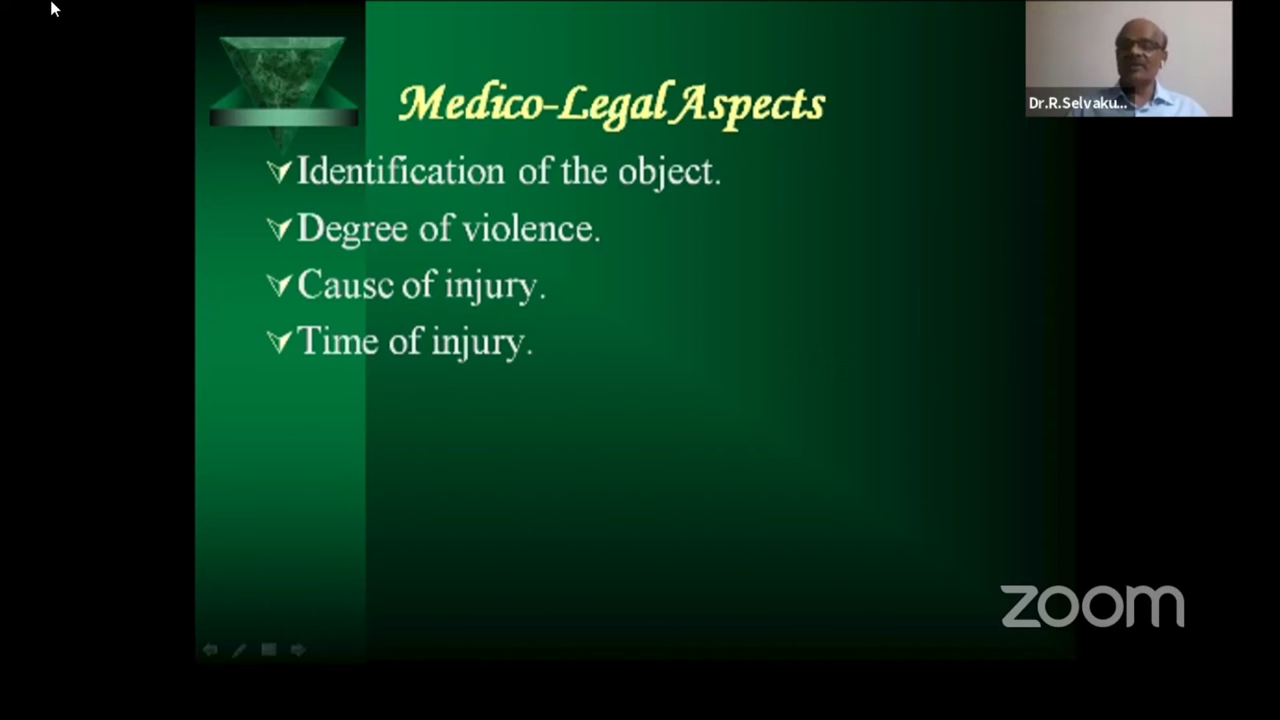 Medico-Legal Aspects
Dr.R.Selvaku...
Identification of the object.
Degree of violence.
Cause of injury.
Time of injury.
zoom